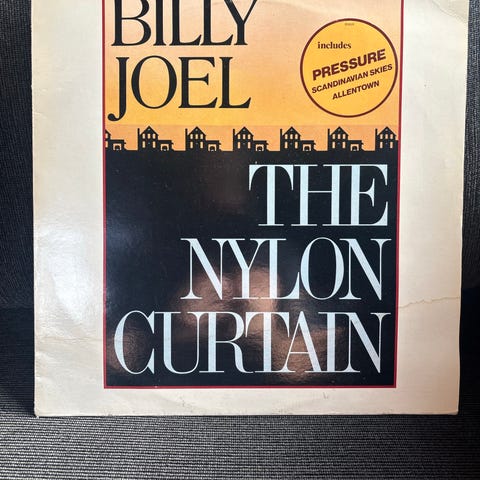 BILLY
JOEL
includes
PRESSURE
SCANDINAVIAN SKIES
ALLENTOWN
THE
NYLON
CURTAIN